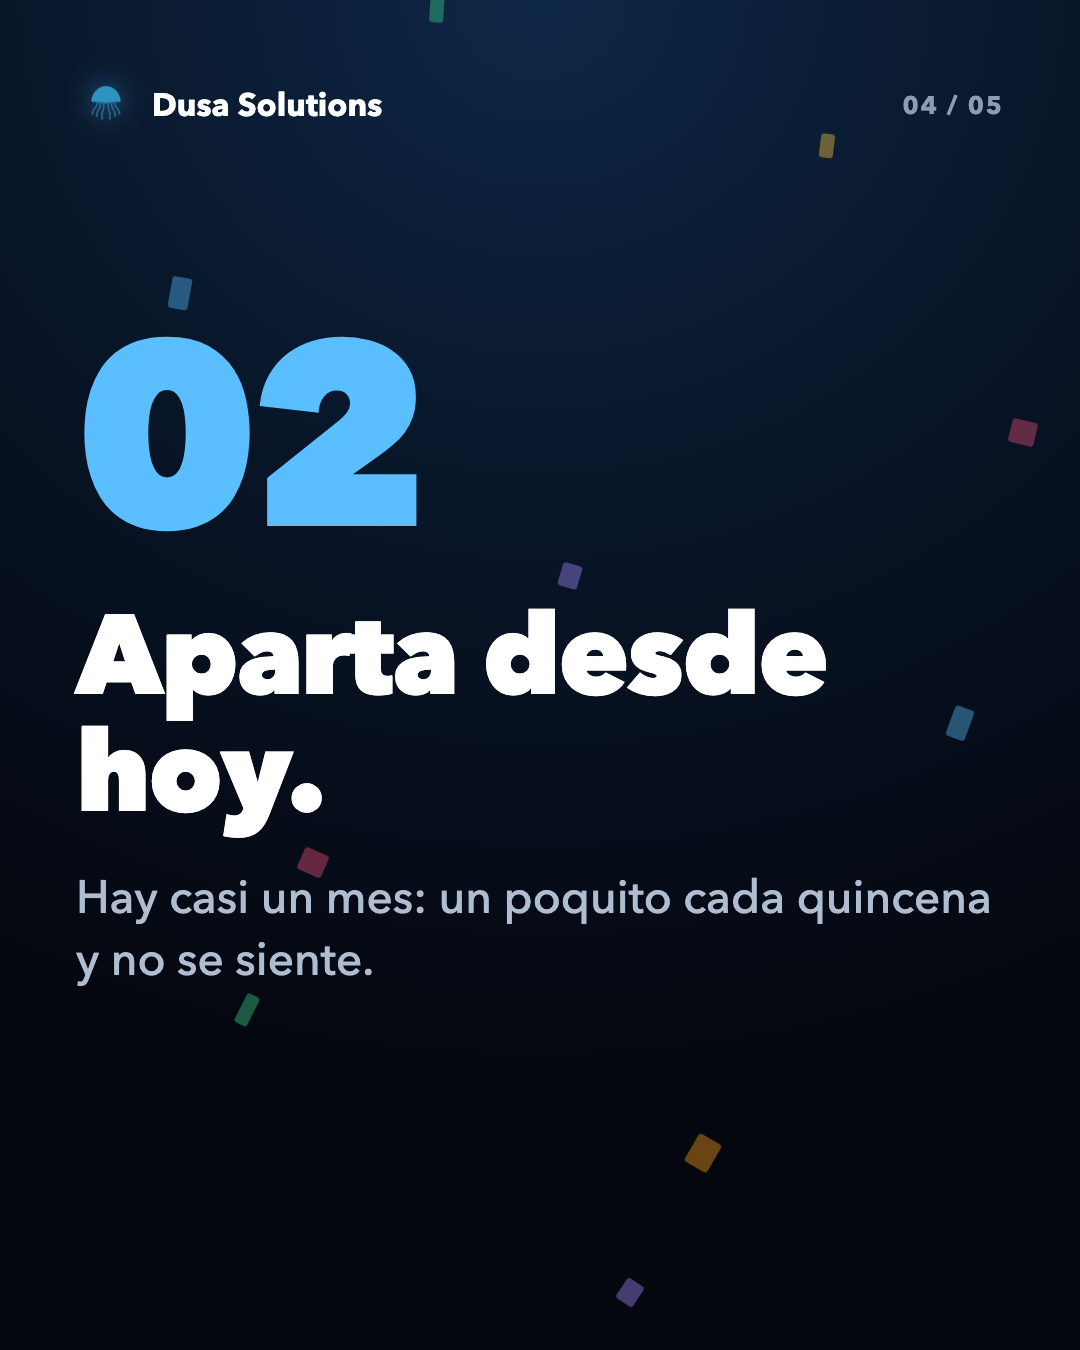 Dusa Solutions
04 / 05
02
Aparta desde
hoy.
Hay casi un mes: un poquito cada quincena
y no se siente.